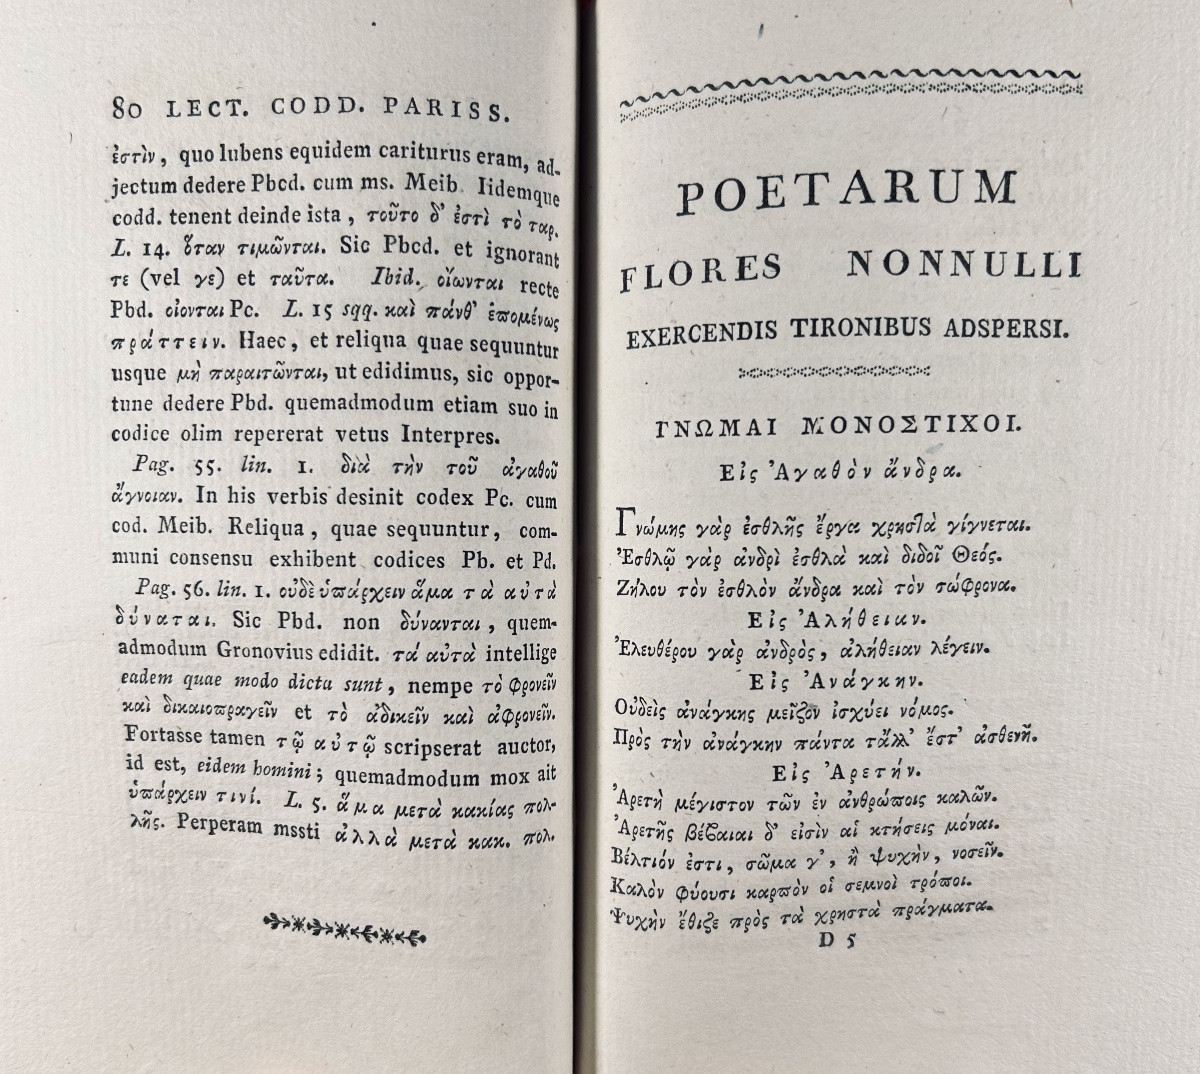 80 LECT. CODD. PARISS.
ἐστὶν, quo lubens equidem cariturus eram, ad-
jectum dedere Pbcd. cum ms. Meib. Iidemque
codd. tenent deinde ista, τοῦτο δ' ἐστὶ τὸ ταρ.
L. 14. ὅταν τιμῶνται. Sic Pbcd. et ignorant
τε (vel γε) et ταῦτα. Ibid. οἴωνται recte
Pbd. οἰονται Pc. L. 15 sqq. καὶ πάνθ' ἑπομένως
πράττειν. Haec, et reliqua quae sequuntur
usque μὴ παραιτῶνται, ut edidimus, sic oppor-
tune dedere Pbd. quemadmodum etiam suo in
codice olim repererat vetus Interpres.
Pag. 55. lin. 1. διὰ τὴν τοῦ ἀγαθοῦ
ἄγνοιαν. In his verbis desinit codex Pc. cum
cod. Meib. Reliqua, quae sequuntur, com-
muni consensu exhibent codices Pb. et Pd.
Pag. 56. lin. 1. οὐδὲ ὑπάρχειν ἅμα τὰ αὐτὰ
δύναται. Sic Pbd. non δύνανται, quem-
admodum Gronovius edidit. τά αὐτὰ intellige
eadem quae modo dicta sunt, nempe τὸ φρονεῖν
καὶ δικαιοπραγεῖν et τὸ ἀδικεῖν καὶ ἀφρονεῖν.
Fortasse tamen τῷ αὐτῷ scripserat auctor,
id est, eidem homini; quemadmodum mox ait
ὑπάρχειν τινί. L. 5. ἅμα μετὰ κακίας πολ-
λῆς. Perperam mssti ἀλλὰ μετὰ κακ. πολ.
POETARUM
FLORES NONNULLI
EXERCENDIS TIRONIBUS ADSPERSI.
ΓΝΩΜΑΙ ΜΟΝΟΣΤΙΧΟΙ.
Εἰς Ἀγαθὸν ἄνδρα.
Γνώμης γὰρ ἐσθλῆς ἔργα χρηστὰ γίγνεται.
Ἐσθλῷ γὰρ ἀνδρὶ ἐσθλὰ καὶ διδοῖ Θεός.
Ζήλου τὸν ἐσθλὸν ἄνδρα καὶ τὸν σώφρονα.
Εἰς Ἀλήθειαν.
Ἐλευθέρου γὰρ ἀνδρὸς, ἀλήθειαν λέγειν.
Εἰς Ἀνάγκην.
Οὐδεὶς ἀνάγκης μεῖζον ἰσχύει νόμος.
Πρὸς τὴν ἀνάγκην πάντα τἄλλ' ἔστ' ἀσθενῆ.
Εἰς Ἀρετήν.
Ἀρετὴ μέγιστον τῶν ἐν ἀνθρώποις καλῶν.
Ἀρετῆς βέβαιαι δ' εἰσὶν αἱ κτήσεις μόναι.
Βέλτιόν ἐστι, σῶμα γ', ἢ ψυχὴν, νοσεῖν.
Καλὸν φύουσι καρπὸν οἱ σεμνοὶ τρόποι.
Ψυχὴν ἔθιζε πρὸς τὰ χρηστὰ πράγματα.
D 5